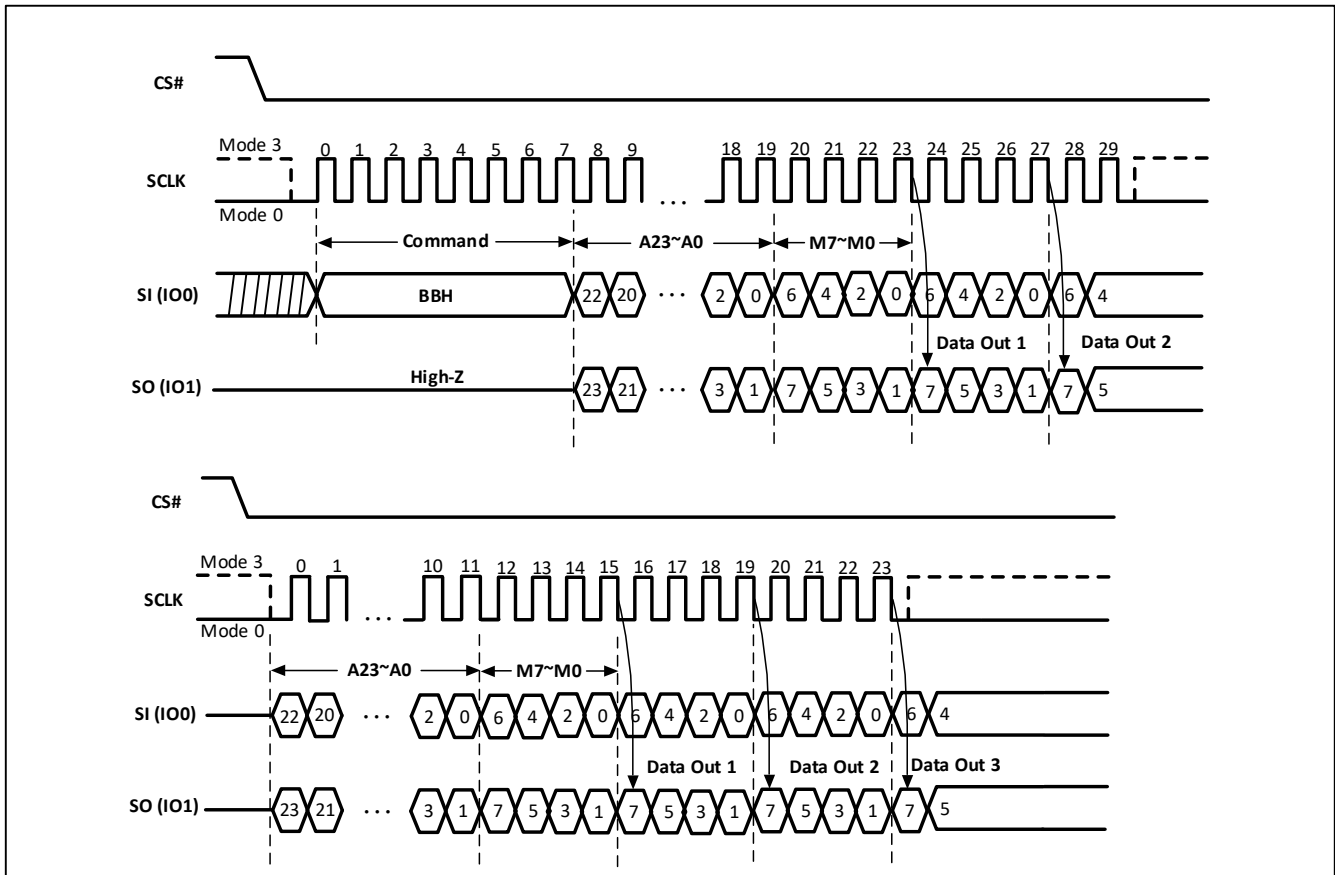 CS#
Mode 3
0 1 2 3 4 5 6 7 8 9 18 19 20 21 22 23 24 25 26 27 28 29
SCLK
...
Mode 0
Command A23~A0 M7~M0
SI (IO0) BBH 22 20 ... 2 0 6 4 2 0 6 4 2 0 6 4
Data Out 1 Data Out 2
High-Z
SO (IO1) 23 21 ... 3 1 7 5 3 1 7 5 3 1 7 5
CS#
Mode 3
0 1 10 11 12 13 14 15 16 17 18 19 20 21 22 23
SCLK
...
Mode 0
A23~A0 M7~M0
SI (IO0) 22 20 ... 2 0 6 4 2 0 6 4 2 0 6 4 2 0 6 4
Data Out 1 Data Out 2 Data Out 3
SO (IO1) 23 21 ... 3 1 7 5 3 1 7 5 3 1 7 5 3 1 7 5